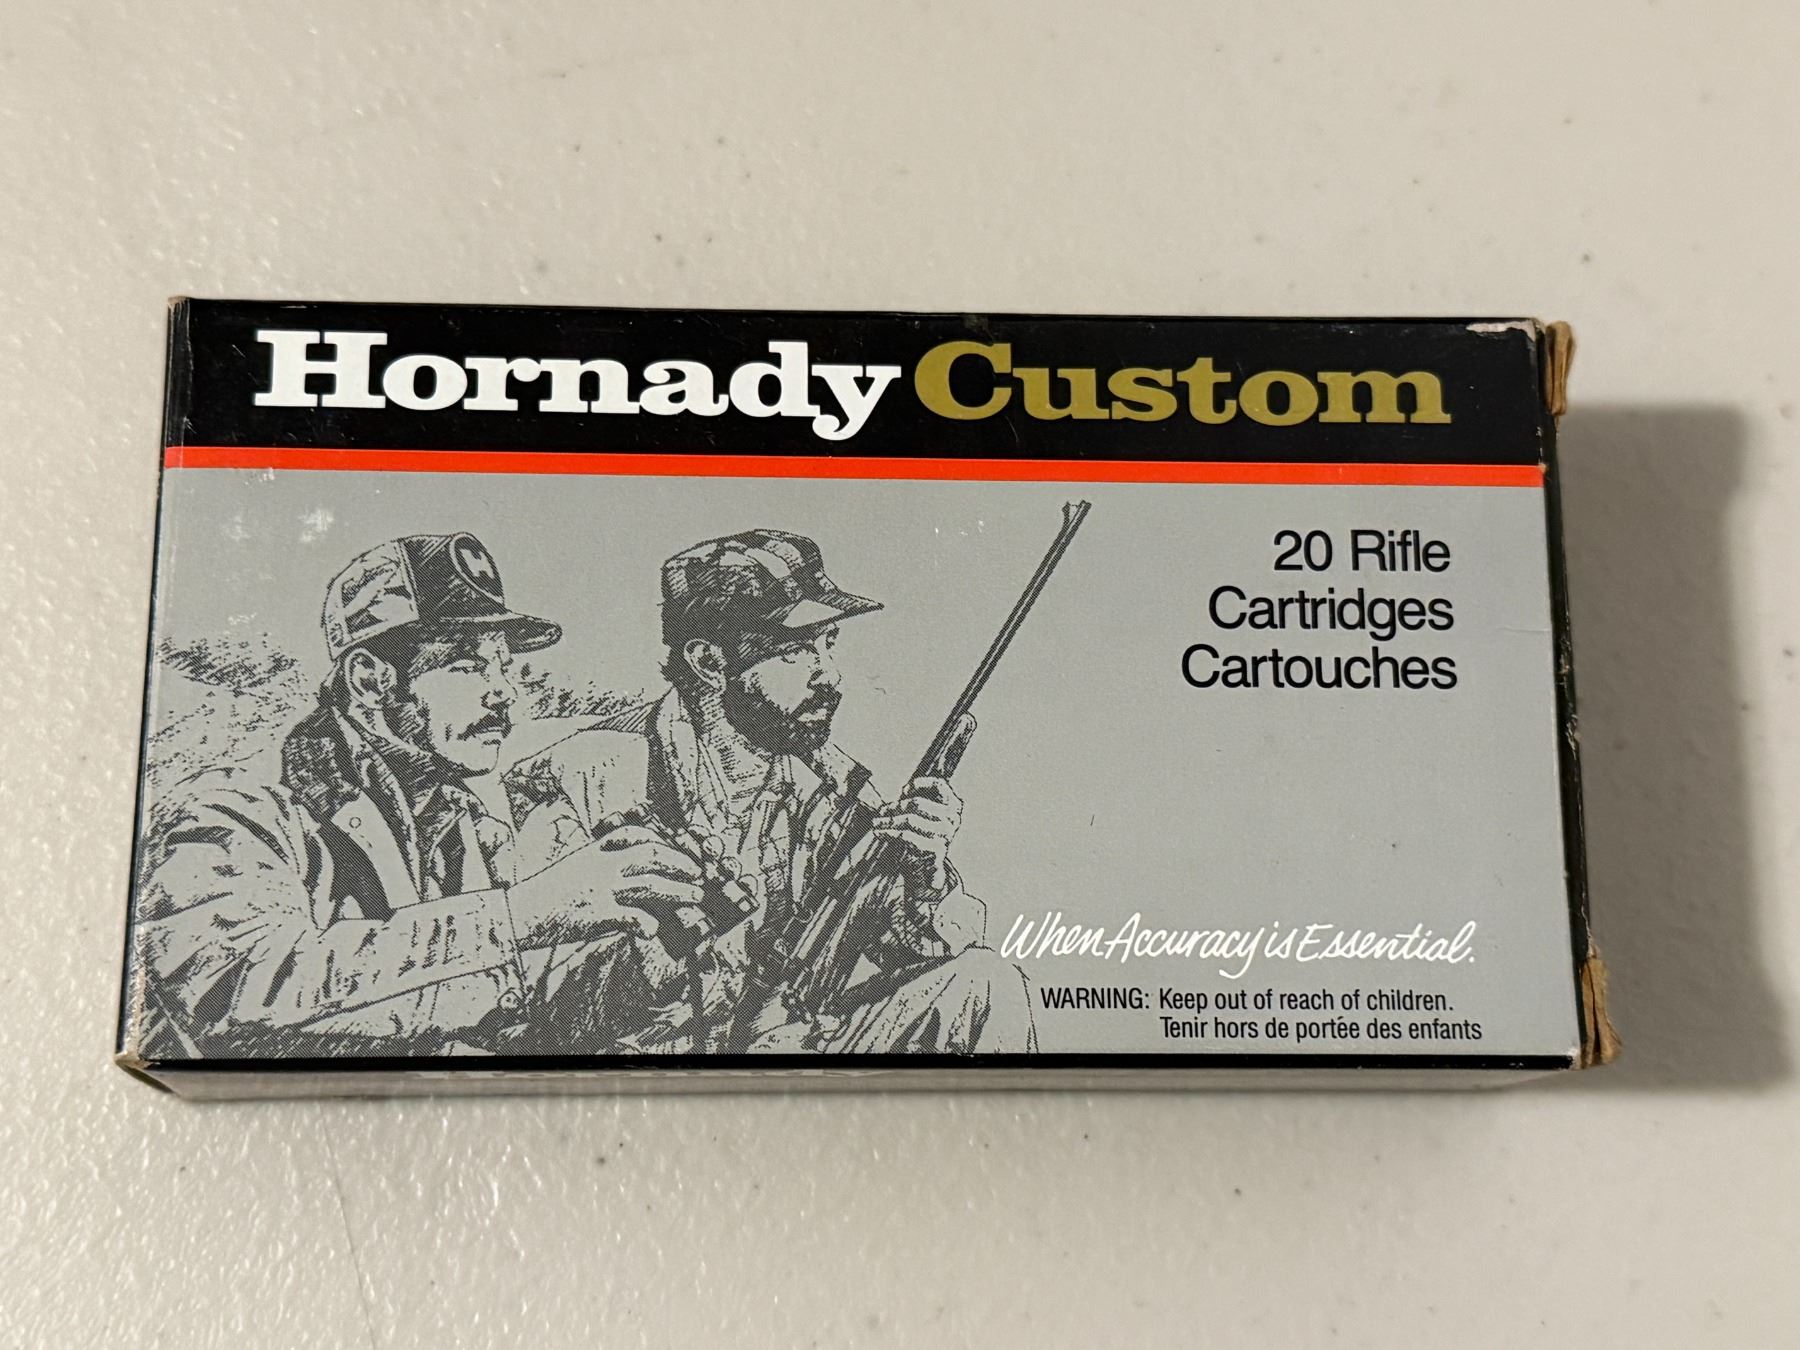 Hornady Custom
20 Rifle
Cartridges
Cartouches
When Accuracy is Essential.
WARNING: Keep out of reach of children.
Tenir hors de portée des enfants